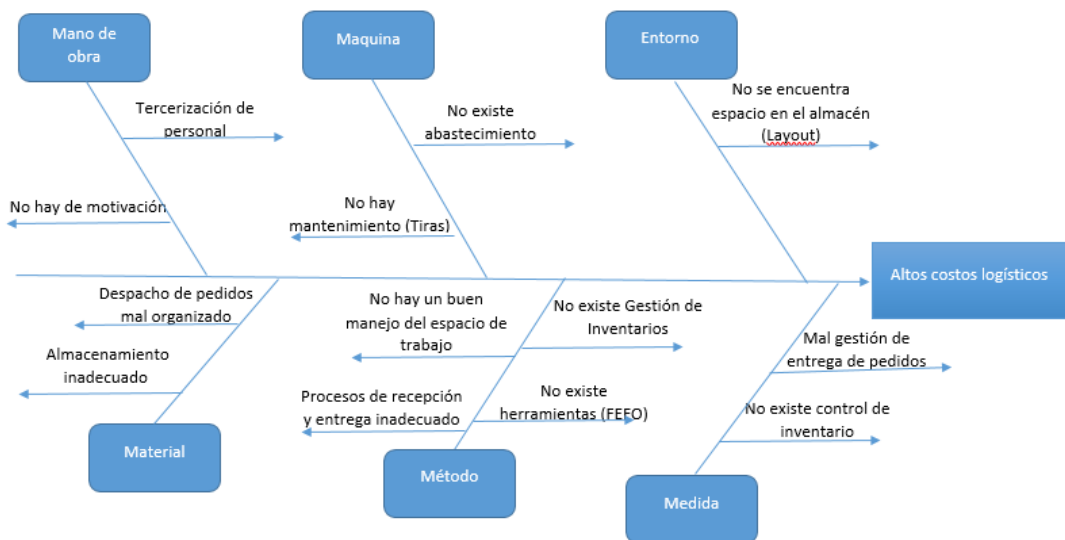 Mano de
obra
Maquina
Entorno
Tercerización de
personal
No hay de motivación
No existe
abastecimiento
No hay
mantenimiento (Tiras)
No se encuentra
espacio en el almacén
(Layout)
Altos costos logísticos
Despacho de pedidos
mal organizado
Almacenamiento
inadecuado
Material
No hay un buen
manejo del espacio de
trabajo
No existe Gestión de
Inventarios
Procesos de recepción
y entrega inadecuado
No existe
herramientas (FEFO)
Método
Mal gestión de
entrega de pedidos
No existe control de
inventario
Medida